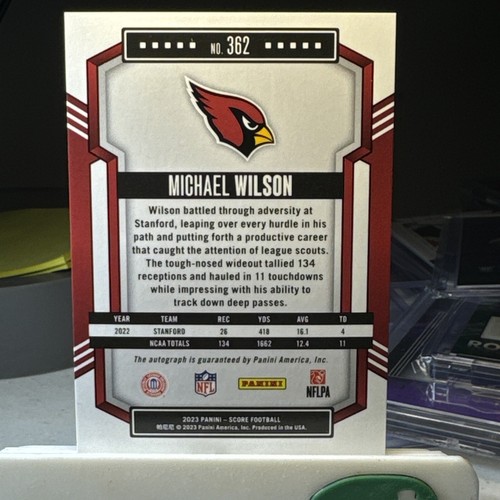 NO. 362
MICHAEL WILSON
Wilson battled through adversity at
Stanford, leaping over every hurdle in his
path and putting forth a productive career
that caught the attention of league scouts.
The tough-nosed wideout tallied 134
receptions and hauled in 11 touchdowns
while impressing with his ability to
track down deep passes.
YEAR TEAM REC YDS AVG TD
2022 STANFORD 26 418 16.1 4
NCAA TOTALS 134 1662 12.4 11
The autograph is guaranteed by Panini America, Inc.
NFL PANINI NFLPA
2023 PANINI – SCORE FOOTBALL
帕尼尼 © 2023 Panini America, Inc. Produced in the USA.